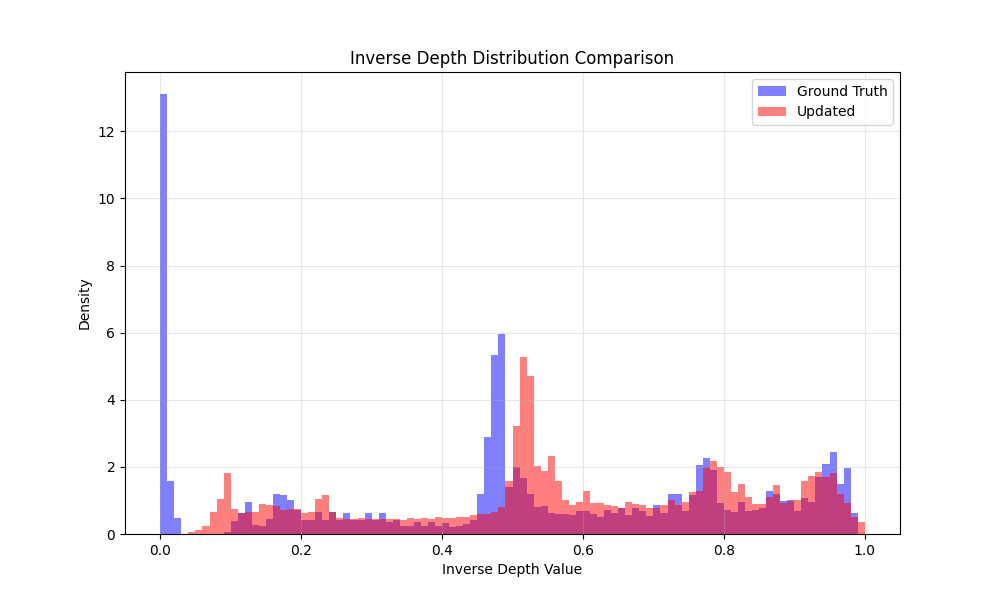 Inverse Depth Distribution Comparison
Ground Truth
Updated
Density
12
10
8
6
4
2
0
0.0 0.2 0.4 0.6 0.8 1.0
Inverse Depth Value